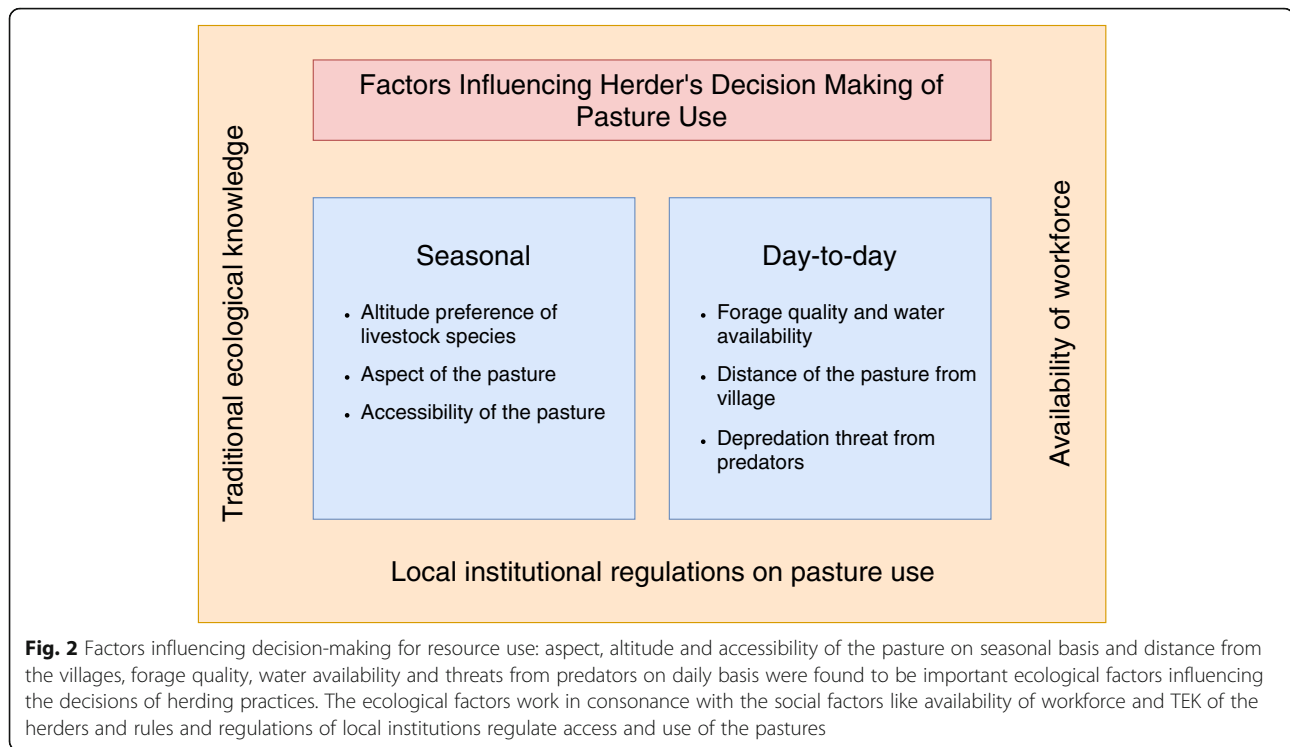 Factors Influencing Herder's Decision Making of
Pasture Use
Traditional ecological knowledge
Seasonal
• Altitude preference of
livestock species
• Aspect of the pasture
• Accessibility of the pasture
Day-to-day
• Forage quality and water
availability
• Distance of the pasture from
village
• Depredation threat from
predators
Availability of workforce
Local institutional regulations on pasture use
Fig. 2 Factors influencing decision-making for resource use: aspect, altitude and accessibility of the pasture on seasonal basis and distance from
the villages, forage quality, water availability and threats from predators on daily basis were found to be important ecological factors influencing
the decisions of herding practices. The ecological factors work in consonance with the social factors like availability of workforce and TEK of the
herders and rules and regulations of local institutions regulate access and use of the pastures